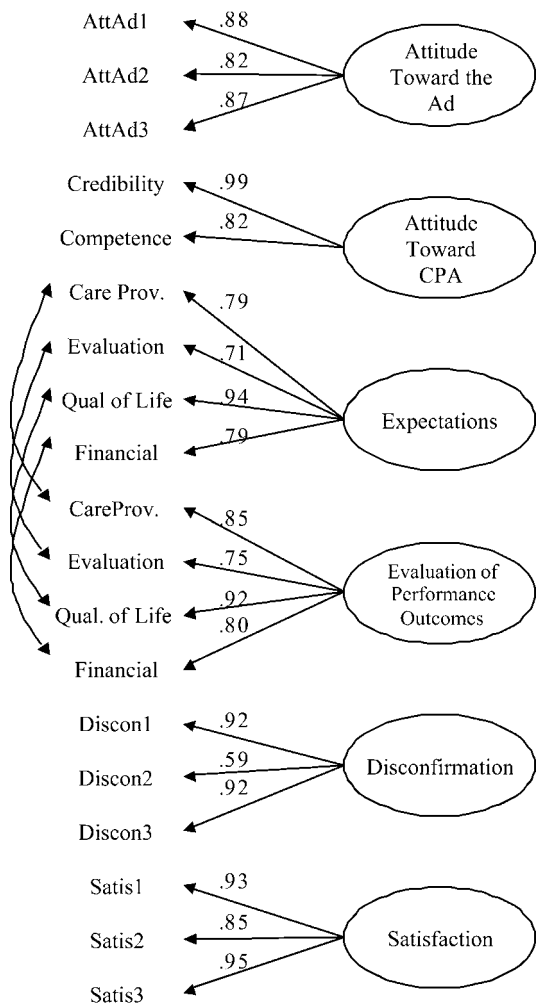 AttAd1
.88
AttAd2
.82
AttAd3
.87
Attitude
Toward the
Ad
Credibility
.99
Competence
.82
Attitude
Toward
CPA
Care Prov.
.79
Evaluation
.71
Qual of Life
.94
Financial
.79
Expectations
CareProv.
.85
Evaluation
.75
Qual. of Life
.92
Financial
.80
Evaluation of
Performance
Outcomes
Discon1
.92
Discon2
.59
Discon3
.92
Disconfirmation
Satis1
.93
Satis2
.85
Satis3
.95
Satisfaction